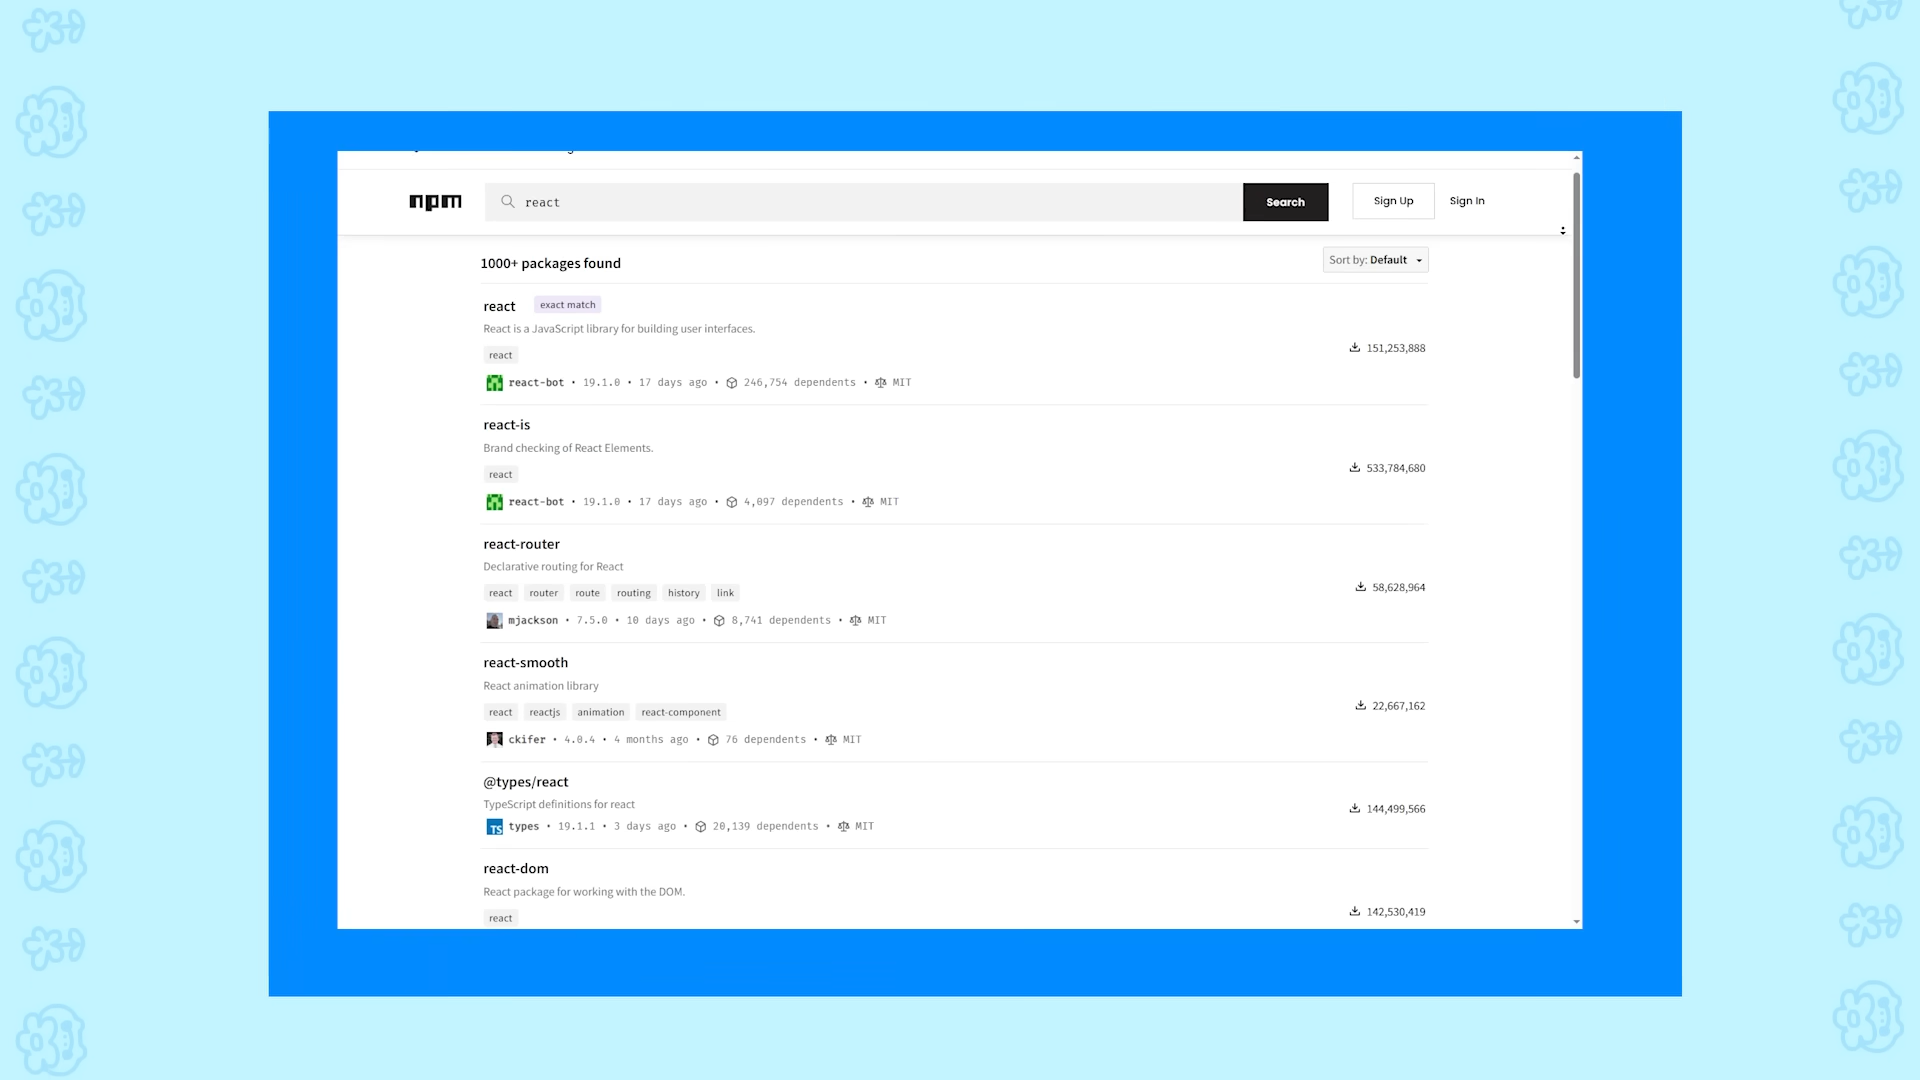 npm
react
Search
Sign Up
Sign In
1000+ packages found
Sort by: Default
react exact match
React is a JavaScript library for building user interfaces.
react
151,253,888
react-bot • 19.1.0 • 17 days ago • 246,754 dependents • MIT
react-is
Brand checking of React Elements.
react
533,784,680
react-bot • 19.1.0 • 17 days ago • 4,097 dependents • MIT
react-router
Declarative routing for React
react router route routing history link
58,628,964
mjackson • 7.5.0 • 10 days ago • 8,741 dependents • MIT
react-smooth
React animation library
react reactjs animation react-component
22,667,162
ckifer • 4.0.4 • 4 months ago • 76 dependents • MIT
@types/react
TypeScript definitions for react
144,499,566
TS types • 19.1.1 • 3 days ago • 20,139 dependents • MIT
react-dom
React package for working with the DOM.
142,530,419
react